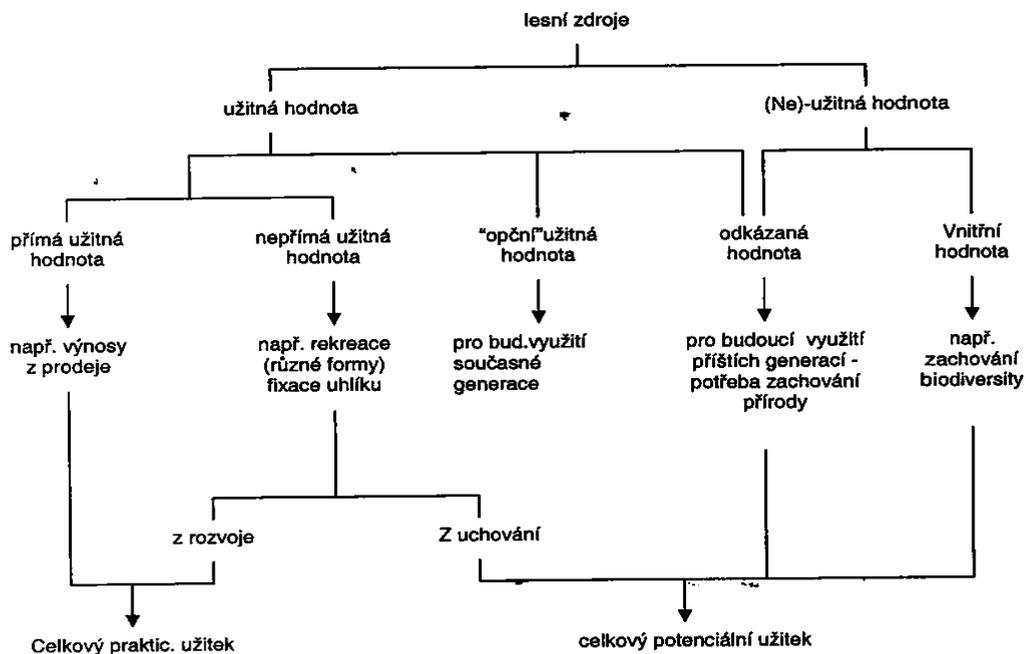 lesní zdroje
užitná hodnota
(Ne)-užitná hodnota
přímá užitná
hodnota
nepřímá užitná
hodnota
"opční"užitná
hodnota
odkázaná
hodnota
Vnitřní
hodnota
např. výnosy
z prodeje
např. rekreace
(různé formy)
fixace uhlíku
pro bud.využití
současné
generace
pro budoucí využití
příštích generací -
potřeba zachování
přírody
např.
zachování
biodiversity
z rozvoje
Z uchování
Celkový praktic. užitek
celkový potenciální užitek